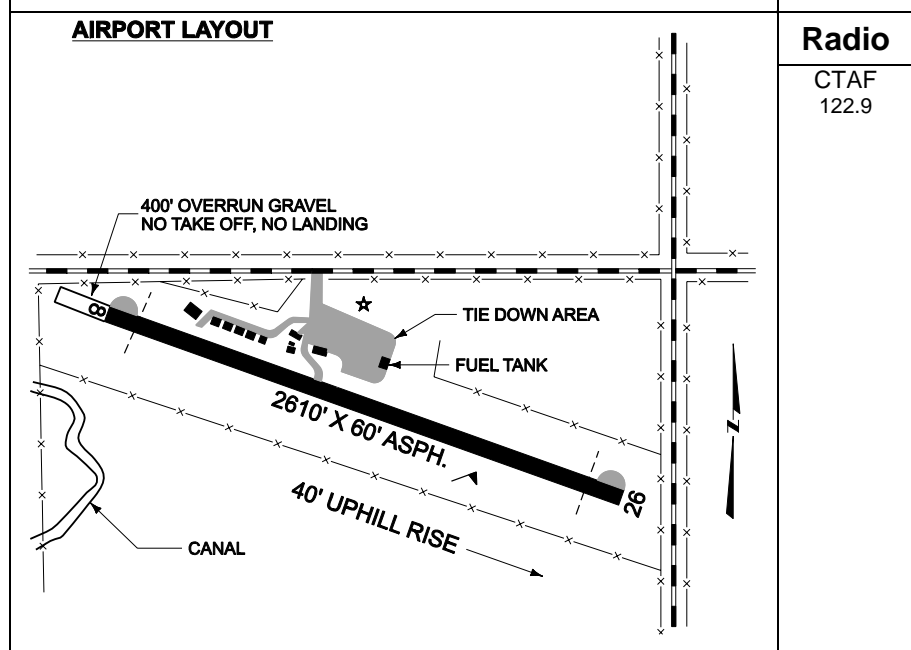 AIRPORT LAYOUT
Radio
CTAF
122.9
400' OVERRUN GRAVEL
NO TAKE OFF, NO LANDING
8
TIE DOWN AREA
FUEL TANK
2610' X 60' ASPH.
N
26
40' UPHILL RISE
CANAL